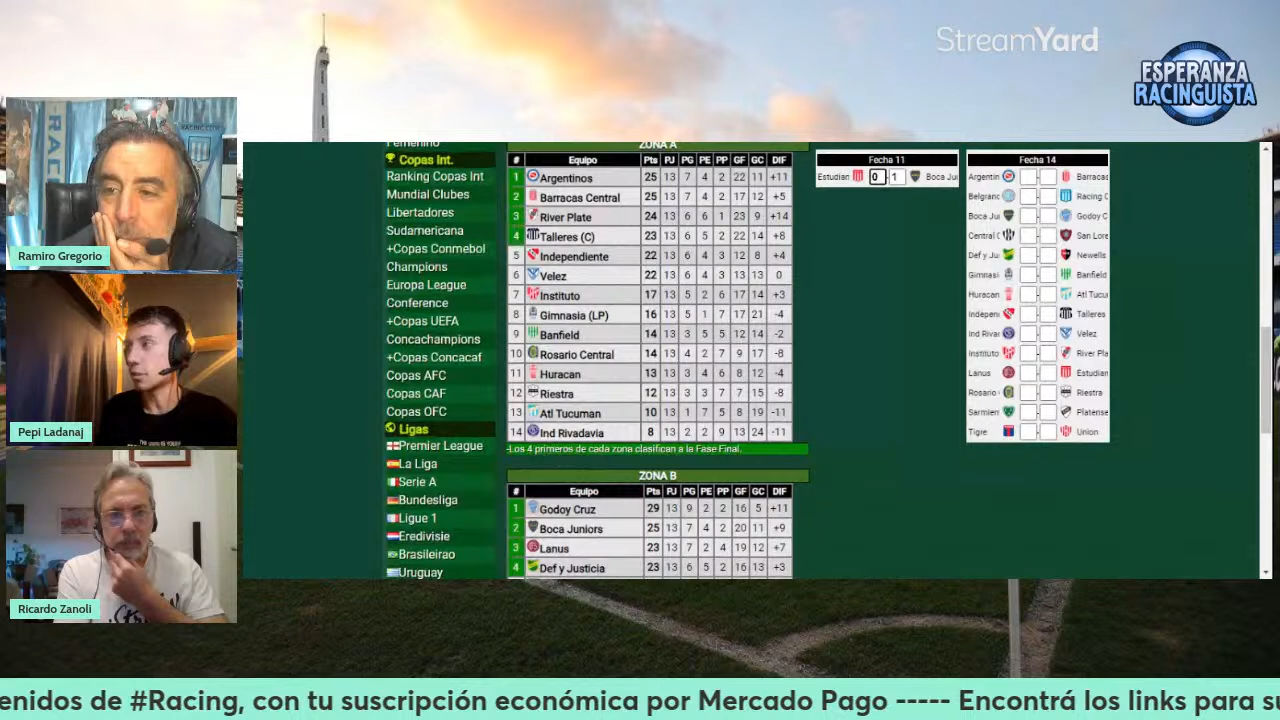 StreamYard
ESPERANZA
RACINGUISTA
RACING CLUB
Ramiro Gregorio
Pepi Ladanaj
Ricardo Zanoli
Femenino
Copas Int.
Ranking Copas Int
Mundial Clubes
Libertadores
Sudamericana
+Copas Conmebol
Champions
Europa League
Conference
+Copas UEFA
Concachampions
+Copas Concacaf
Copas AFC
Copas CAF
Copas OFC
Ligas
Premier League
La Liga
Serie A
Bundesliga
Ligue 1
Eredivisie
Brasileirao
Uruguay
ZONA A
# Equipo Pts PJ PG PE PP GF GC DIF
1 Argentinos 25 13 7 4 2 22 11 +11
2 Barracas Central 25 13 7 4 2 17 12 +5
3 River Plate 24 13 6 6 1 23 9 +14
4 Talleres (C) 23 13 6 5 2 22 14 +8
5 Independiente 22 13 6 4 3 12 8 +4
6 Velez 22 13 6 4 3 13 13 0
7 Instituto 17 13 5 2 6 17 14 +3
8 Gimnasia (LP) 16 13 5 1 7 17 21 -4
9 Banfield 14 13 3 5 5 12 14 -2
10 Rosario Central 14 13 4 2 7 9 17 -8
11 Huracan 13 13 3 4 6 8 12 -4
12 Riestra 12 13 3 3 7 7 15 -8
13 Atl Tucuman 10 13 1 7 5 8 19 -11
14 Ind Rivadavia 8 13 2 2 9 13 24 -11
-Los 4 primeros de cada zona clasifican a la Fase Final.
ZONA B
# Equipo Pts PJ PG PE PP GF GC DIF
1 Godoy Cruz 29 13 9 2 2 16 5 +11
2 Boca Juniors 25 13 7 4 2 20 11 +9
3 Lanus 23 13 7 2 4 19 12 +7
4 Def y Justicia 23 13 6 5 2 16 13 +3
Fecha 11
Estudian 0 - 1 Boca Ju
Fecha 14
Argentin - Barracas
Belgrano - Racing C
Boca Ju - Godoy C
Central C - San Lore
Def y Ju - Newells
Gimnasi - Banfield
Huracan - Atl Tucu
Indepen - Talleres
Ind Riva - Velez
Instituto - River Pla
Lanus - Estudian
Rosario - Riestra
Sarmien - Platense
Tigre - Union
enidos de #Racing, con tu suscripción económica por Mercado Pago ----- Encontrá los links para su